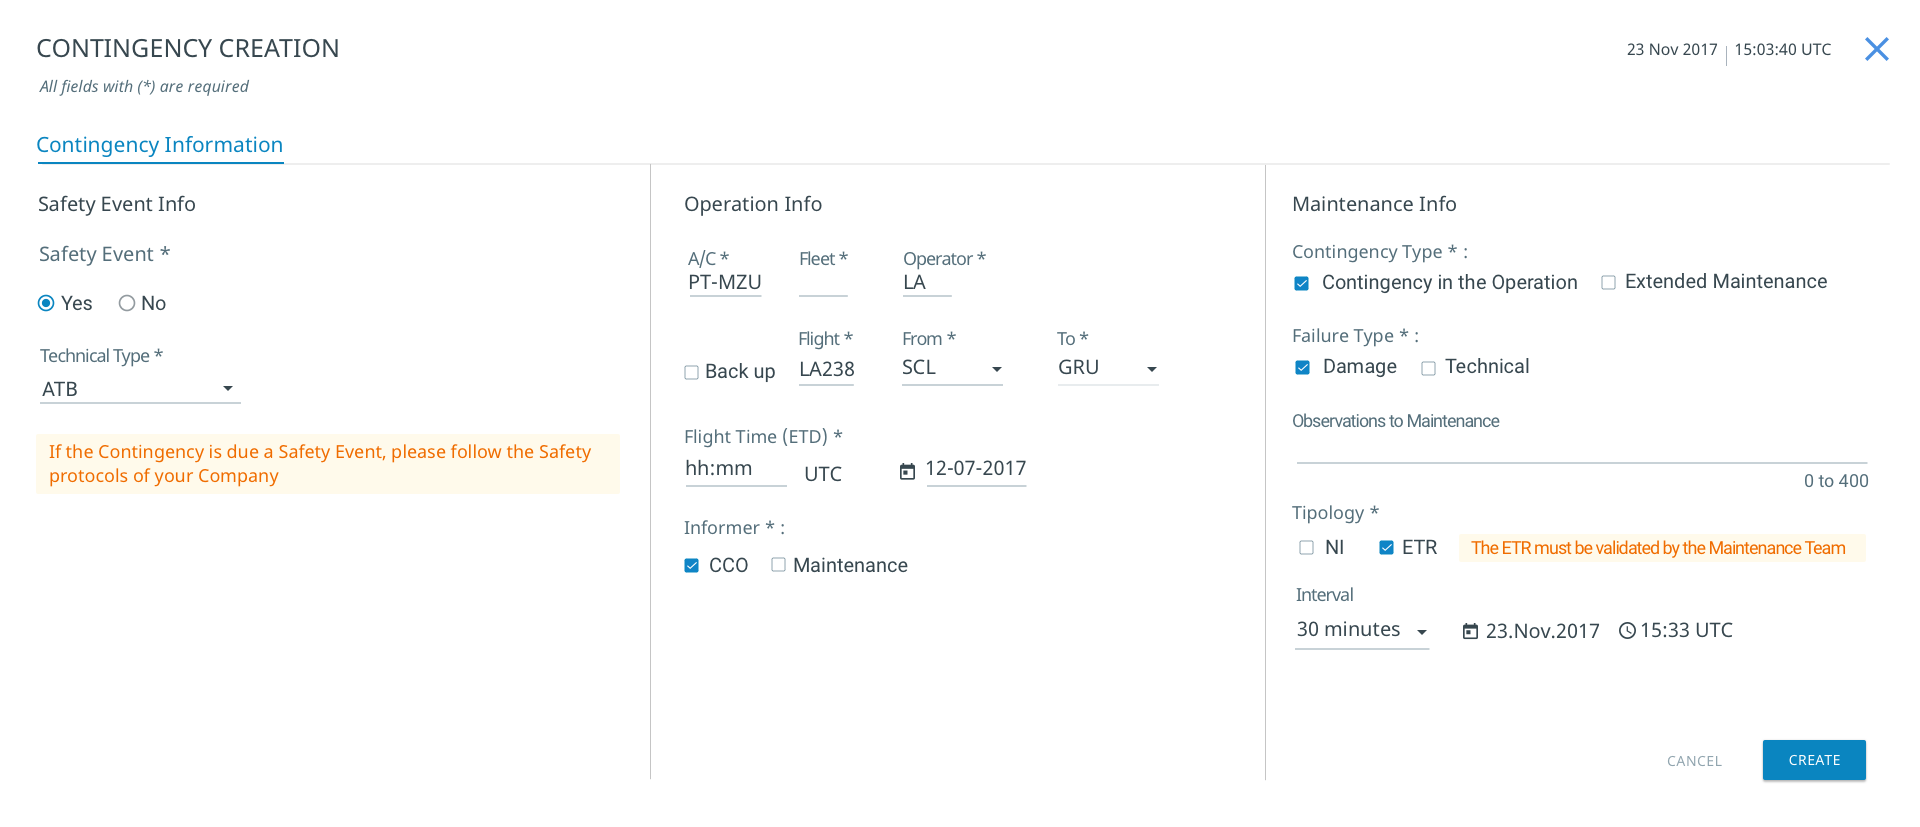 CONTINGENCY CREATION
23 Nov 2017 | 15:03:40 UTC
All fields with (*) are required
Contingency Information
Safety Event Info
Safety Event *
Yes No
Technical Type *
ATB
If the Contingency is due a Safety Event, please follow the Safety
protocols of your Company
Operation Info
A/C * Fleet * Operator *
PT-MZU LA
Flight * From * To *
Back up LA238 SCL GRU
Flight Time (ETD) *
hh:mm UTC 12-07-2017
Informer * :
CCO Maintenance
Maintenance Info
Contingency Type * :
Contingency in the Operation Extended Maintenance
Failure Type * :
Damage Technical
Observations to Maintenance
0 to 400
Tipology *
NI ETR The ETR must be validated by the Maintenance Team
Interval
30 minutes 23.Nov.2017 15:33 UTC
CANCEL CREATE